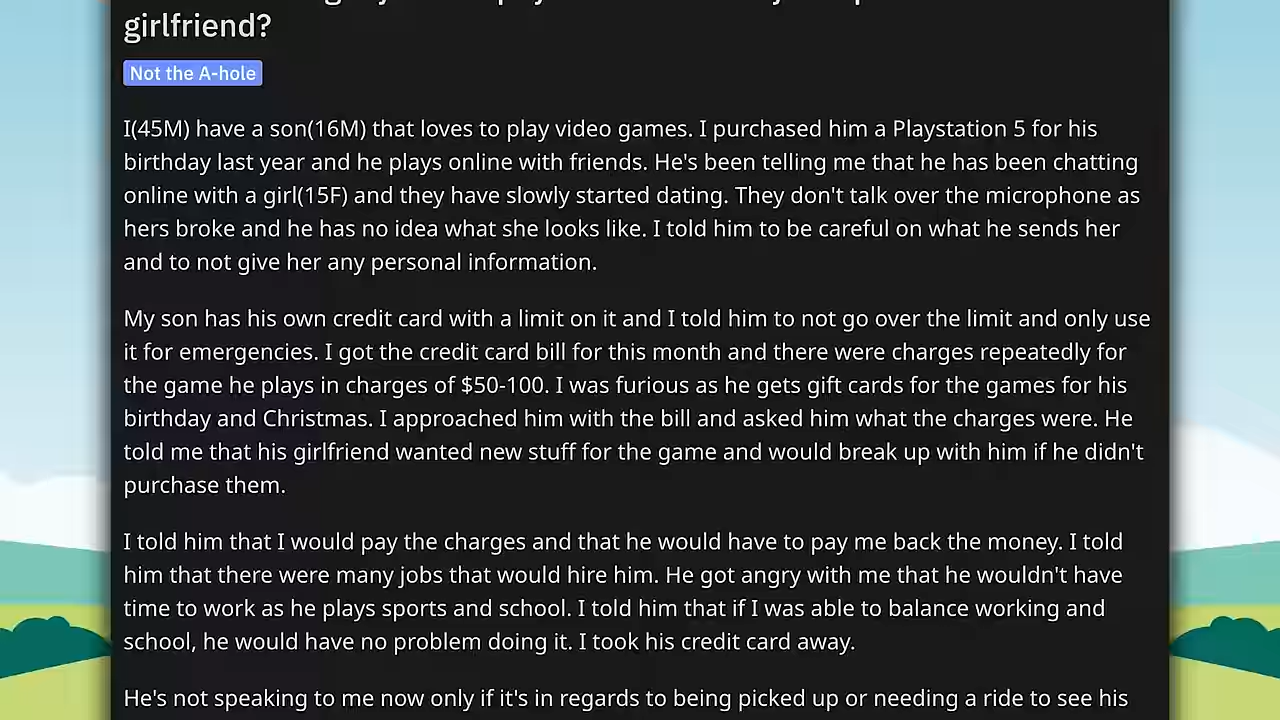 girlfriend?
Not the A-hole
I(45M) have a son(16M) that loves to play video games. I purchased him a Playstation 5 for his
birthday last year and he plays online with friends. He's been telling me that he has been chatting
online with a girl(15F) and they have slowly started dating. They don't talk over the microphone as
hers broke and he has no idea what she looks like. I told him to be careful on what he sends her
and to not give her any personal information.
My son has his own credit card with a limit on it and I told him to not go over the limit and only use
it for emergencies. I got the credit card bill for this month and there were charges repeatedly for
the game he plays in charges of $50-100. I was furious as he gets gift cards for the games for his
birthday and Christmas. I approached him with the bill and asked him what the charges were. He
told me that his girlfriend wanted new stuff for the game and would break up with him if he didn't
purchase them.
I told him that I would pay the charges and that he would have to pay me back the money. I told
him that there were many jobs that would hire him. He got angry with me that he wouldn't have
time to work as he plays sports and school. I told him that if I was able to balance working and
school, he would have no problem doing it. I took his credit card away.
He's not speaking to me now only if it's in regards to being picked up or needing a ride to see his